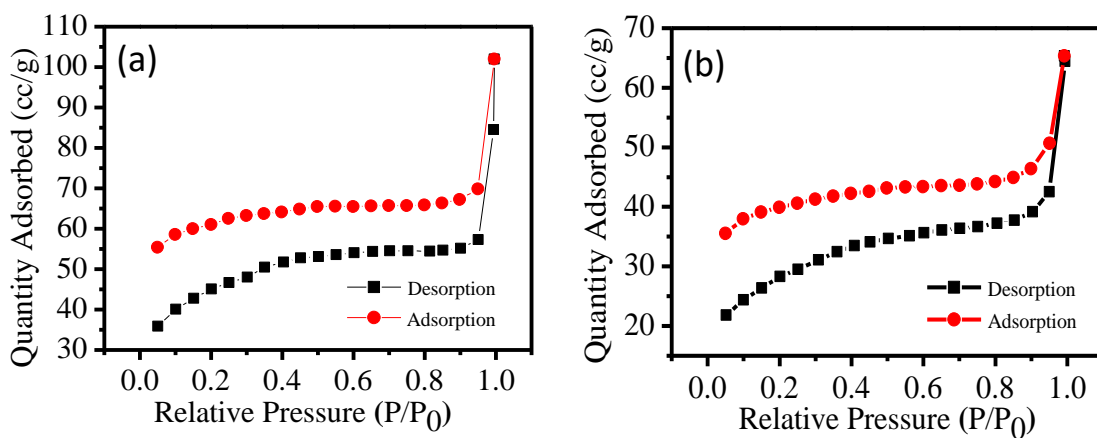 (a)
Quantity Adsorbed (cc/g)
110
100
90
80
70
60
50
40
30
Desorption
Adsorption
0.0 0.2 0.4 0.6 0.8 1.0
Relative Pressure (P/P0)
(b)
Quantity Adsorbed (cc/g)
70
60
50
40
30
20
Desorption
Adsorption
0.0 0.2 0.4 0.6 0.8 1.0
Relative Pressure (P/P0)